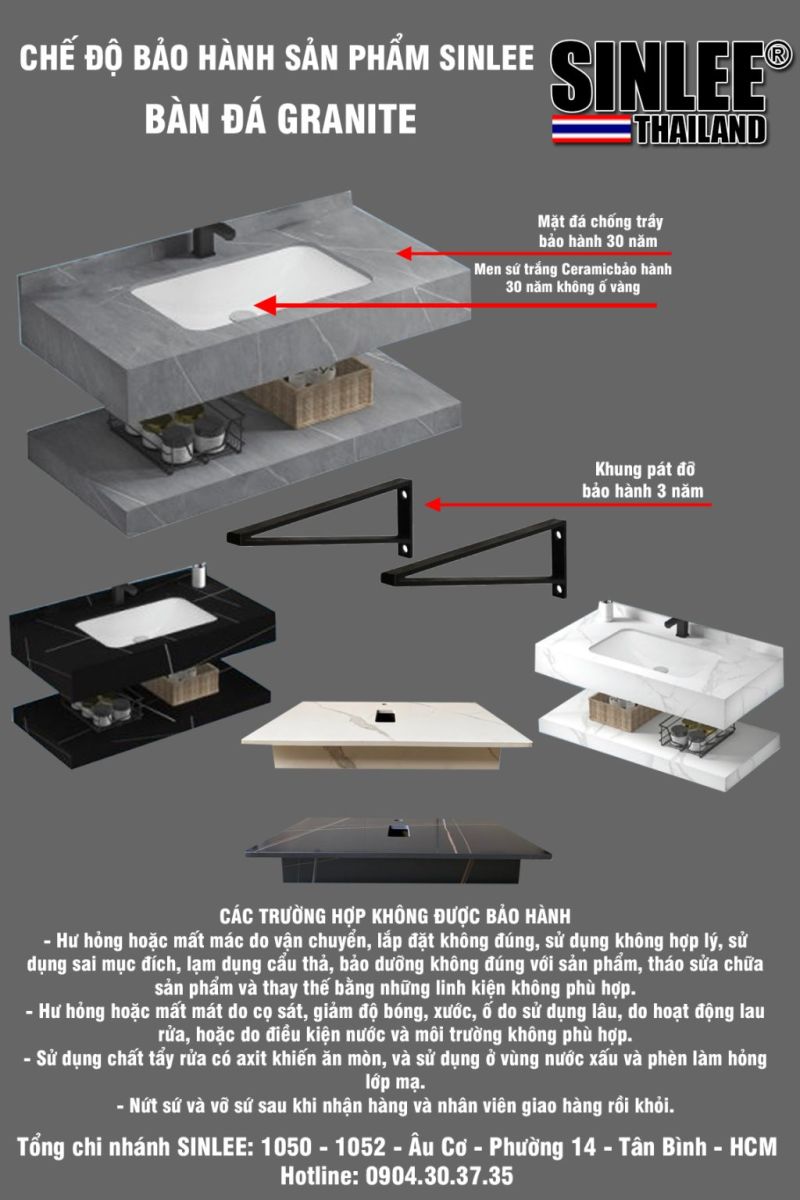 CHẾ ĐỘ BẢO HÀNH SẢN PHẨM SINLEE
BÀN ĐÁ GRANITE
SINLEE®
THAILAND
Mặt đá chống trầy
bảo hành 30 năm
Men sứ trắng Ceramicbảo hành
30 năm không ố vàng
Khung pát đỡ
bảo hành 3 năm
CÁC TRƯỜNG HỢP KHÔNG ĐƯỢC BẢO HÀNH
- Hư hỏng hoặc mất mác do vận chuyển, lắp đặt không đúng, sử dụng không hợp lý, sử
dụng sai mục đích, lạm dụng cẩu thả, bảo dưỡng không đúng với sản phẩm, tháo sửa chữa
sản phẩm và thay thế bằng những linh kiện không phù hợp.
- Hư hỏng hoặc mất mát do cọ sát, giảm độ bóng, xước, ố do sử dụng lâu, do hoạt động lau
rửa, hoặc do điều kiện nước và môi trường không phù hợp.
- Sử dụng chất tẩy rửa có axit khiến ăn mòn, và sử dụng ở vùng nước xấu và phèn làm hỏng
lớp mạ.
- Nứt sứ và vỡ sứ sau khi nhận hàng và nhân viên giao hàng rồi khỏi.
Tổng chi nhánh SINLEE: 1050 - 1052 - Âu Cơ - Phường 14 - Tân Bình - HCM
Hotline: 0904.30.37.35